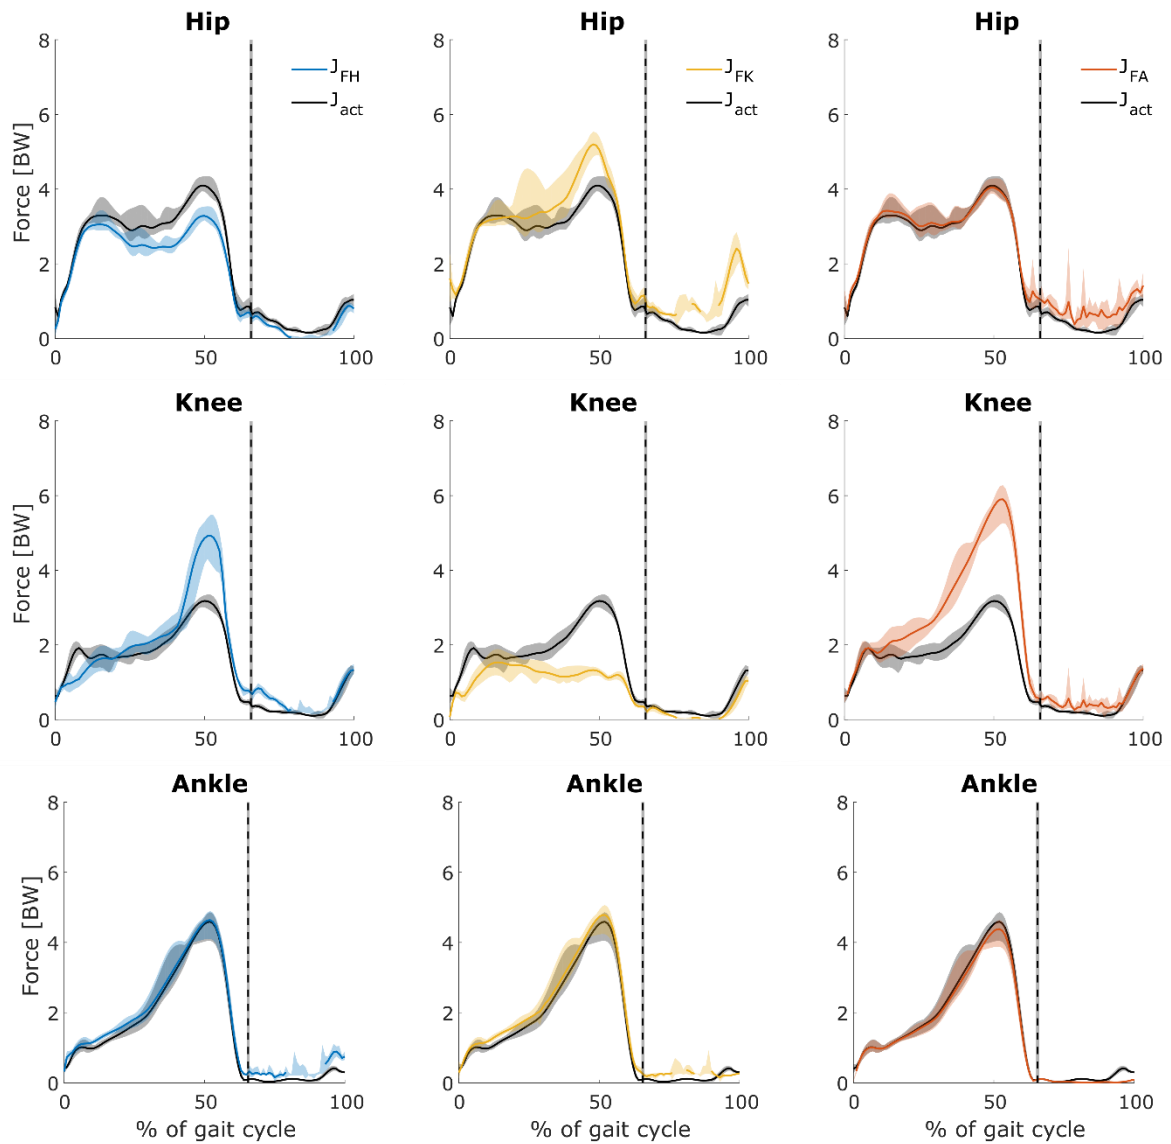 Hip Hip Hip
8 8 8
J_FH J_FK J_FA
J_act J_act J_act
6 6 6
Force [BW]
4 4 4
2 2 2
0 0 0
0 50 100 0 50 100 0 50 100
Knee Knee Knee
8 8 8
6 6 6
Force [BW]
4 4 4
2 2 2
0 0 0
0 50 100 0 50 100 0 50 100
Ankle Ankle Ankle
8 8 8
6 6 6
Force [BW]
4 4 4
2 2 2
0 0 0
0 50 100 0 50 100 0 50 100
% of gait cycle % of gait cycle % of gait cycle